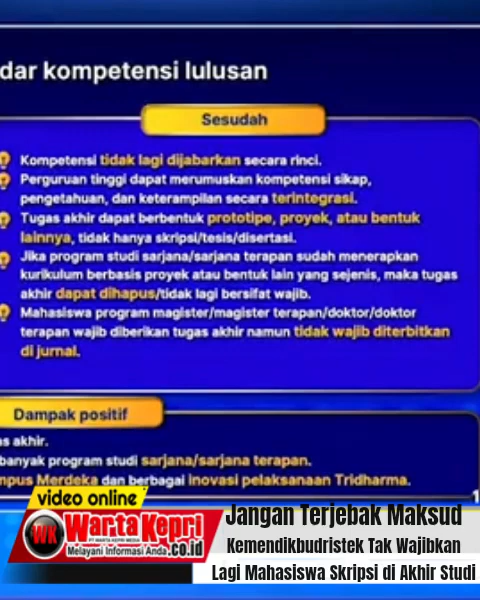 dar kompetensi lulusan
Sesudah
Kompetensi tidak lagi dijabarkan secara rinci.
Perguruan tinggi dapat merumuskan kompetensi sikap,
pengetahuan, dan keterampilan secara terintegrasi.
Tugas akhir dapat berbentuk prototipe, proyek, atau bentuk
lainnya, tidak hanya skripsi/tesis/disertasi.
Jika program studi sarjana/sarjana terapan sudah menerapkan
kurikulum berbasis proyek atau bentuk lain yang sejenis, maka tugas
akhir dapat dihapus/tidak lagi bersifat wajib.
Mahasiswa program magister/magister terapan/doktor/doktor
terapan wajib diberikan tugas akhir namun tidak wajib diterbitkan
di jurnal.
Dampak positif
as akhir.
banyak program studi sarjana/sarjana terapan.
mpus Merdeka dan berbagai inovasi pelaksanaan Tridharma.
video online
WK WartaKepri
PT WARTA KEPRI MEDIA
Melayani Informasi Anda .co.id
Jangan Terjebak Maksud
Kemendikbudristek Tak Wajibkan
Lagi Mahasiswa Skripsi di Akhir Studi